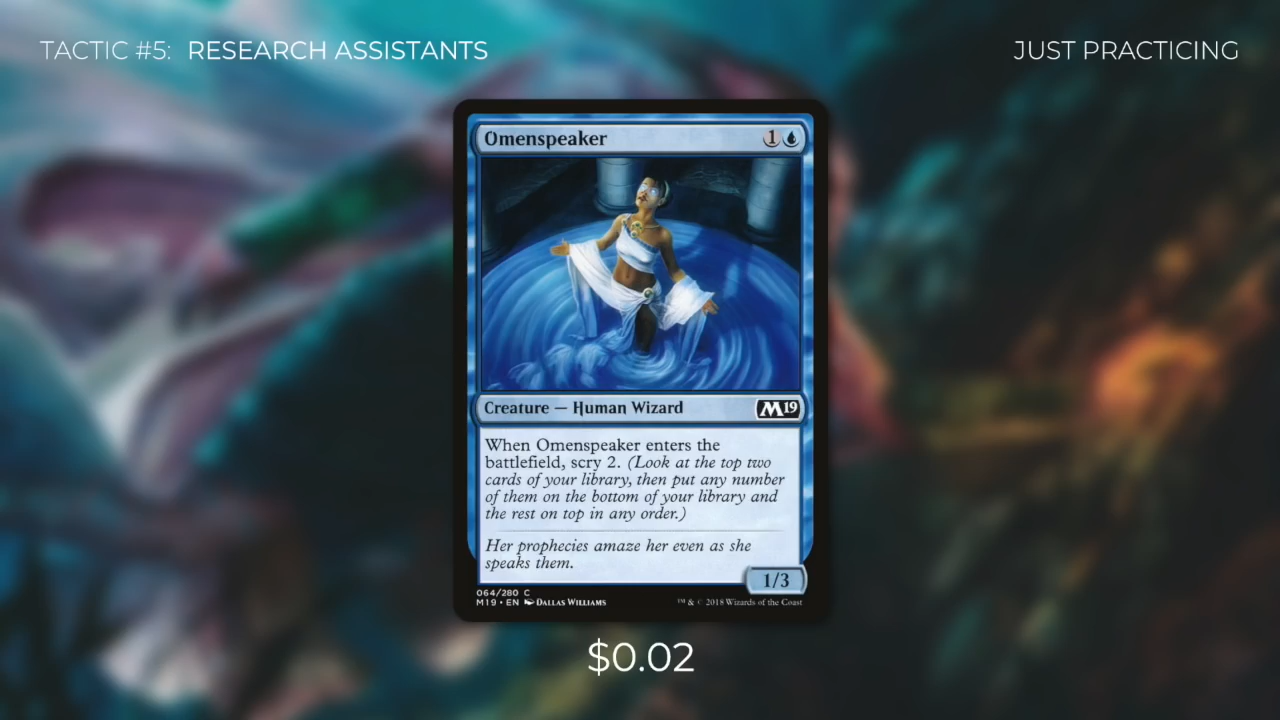 TACTIC #5: RESEARCH ASSISTANTS
JUST PRACTICING
Omenspeaker 1
Creature — Human Wizard M19
When Omenspeaker enters the
battlefield, scry 2. (Look at the top two
cards of your library, then put any number
of them on the bottom of your library and
the rest on top in any order.)
Her prophecies amaze her even as she
speaks them.
1/3
064/280 C
M19 • EN DALLAS WILLIAMS
™ & © 2018 Wizards of the Coast
$0.02